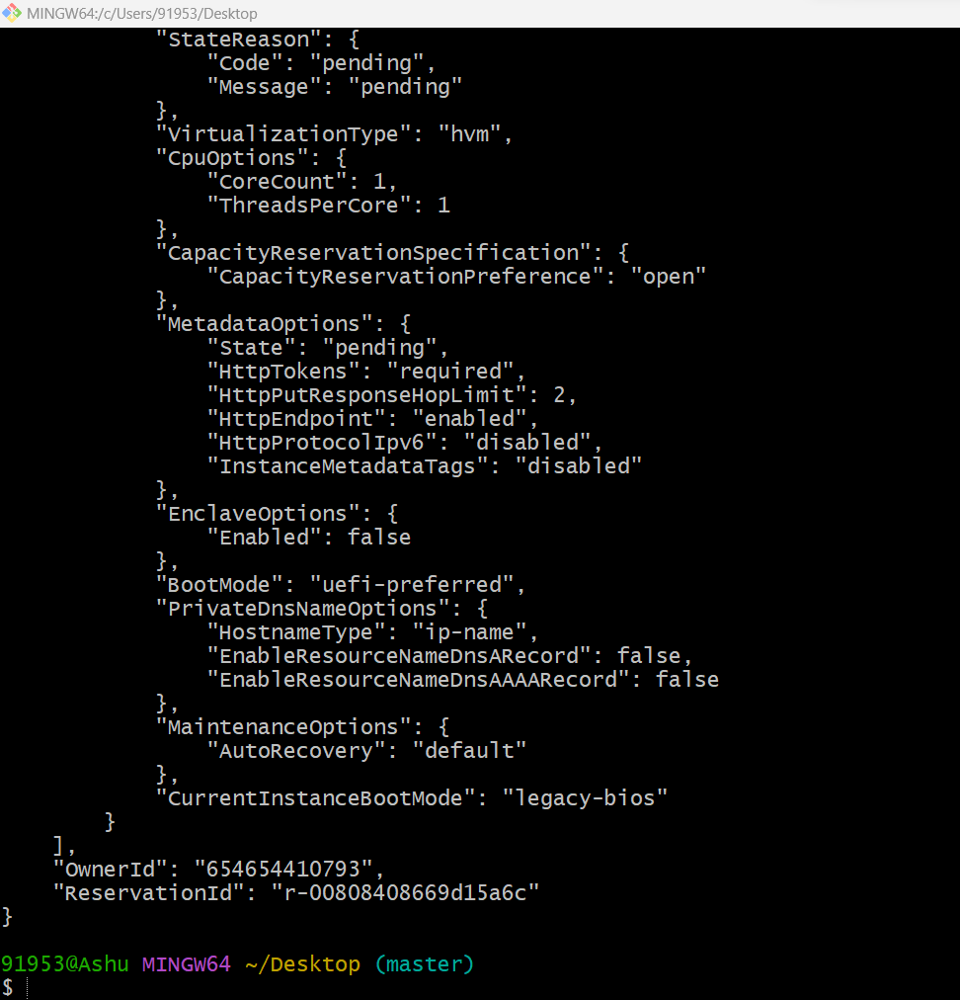 MINGW64:/c/Users/91953/Desktop
"StateReason": {
"Code": "pending",
"Message": "pending"
},
"VirtualizationType": "hvm",
"CpuOptions": {
"CoreCount": 1,
"ThreadsPerCore": 1
},
"CapacityReservationSpecification": {
"CapacityReservationPreference": "open"
},
"MetadataOptions": {
"State": "pending",
"HttpTokens": "required",
"HttpPutResponseHopLimit": 2,
"HttpEndpoint": "enabled",
"HttpProtocolIpv6": "disabled",
"InstanceMetadataTags": "disabled"
},
"EnclaveOptions": {
"Enabled": false
},
"BootMode": "uefi-preferred",
"PrivateDnsNameOptions": {
"HostnameType": "ip-name",
"EnableResourceNameDnsARecord": false,
"EnableResourceNameDnsAAAARecord": false
},
"MaintenanceOptions": {
"AutoRecovery": "default"
},
"CurrentInstanceBootMode": "legacy-bios"
}
],
"OwnerId": "654654410793",
"ReservationId": "r-00808408669d15a6c"
}
91953@Ashu MINGW64 ~/Desktop (master)
$